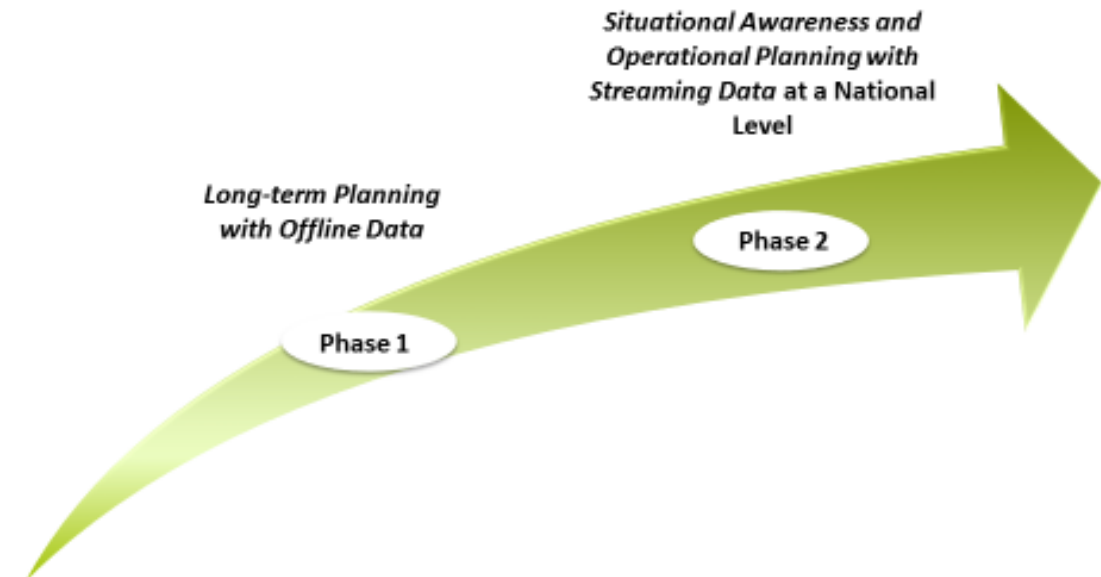 Situational Awareness and
Operational Planning with
Streaming Data at a National
Level
Long-term Planning
with Offline Data
Phase 2
Phase 1